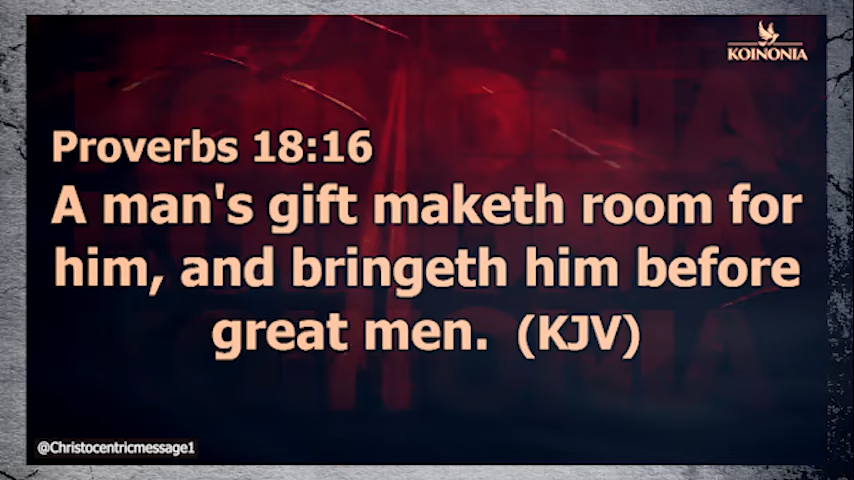 KOINONIA
Proverbs 18:16
A man's gift maketh room for
him, and bringeth him before
great men. (KJV)
@Christocentricmessage1